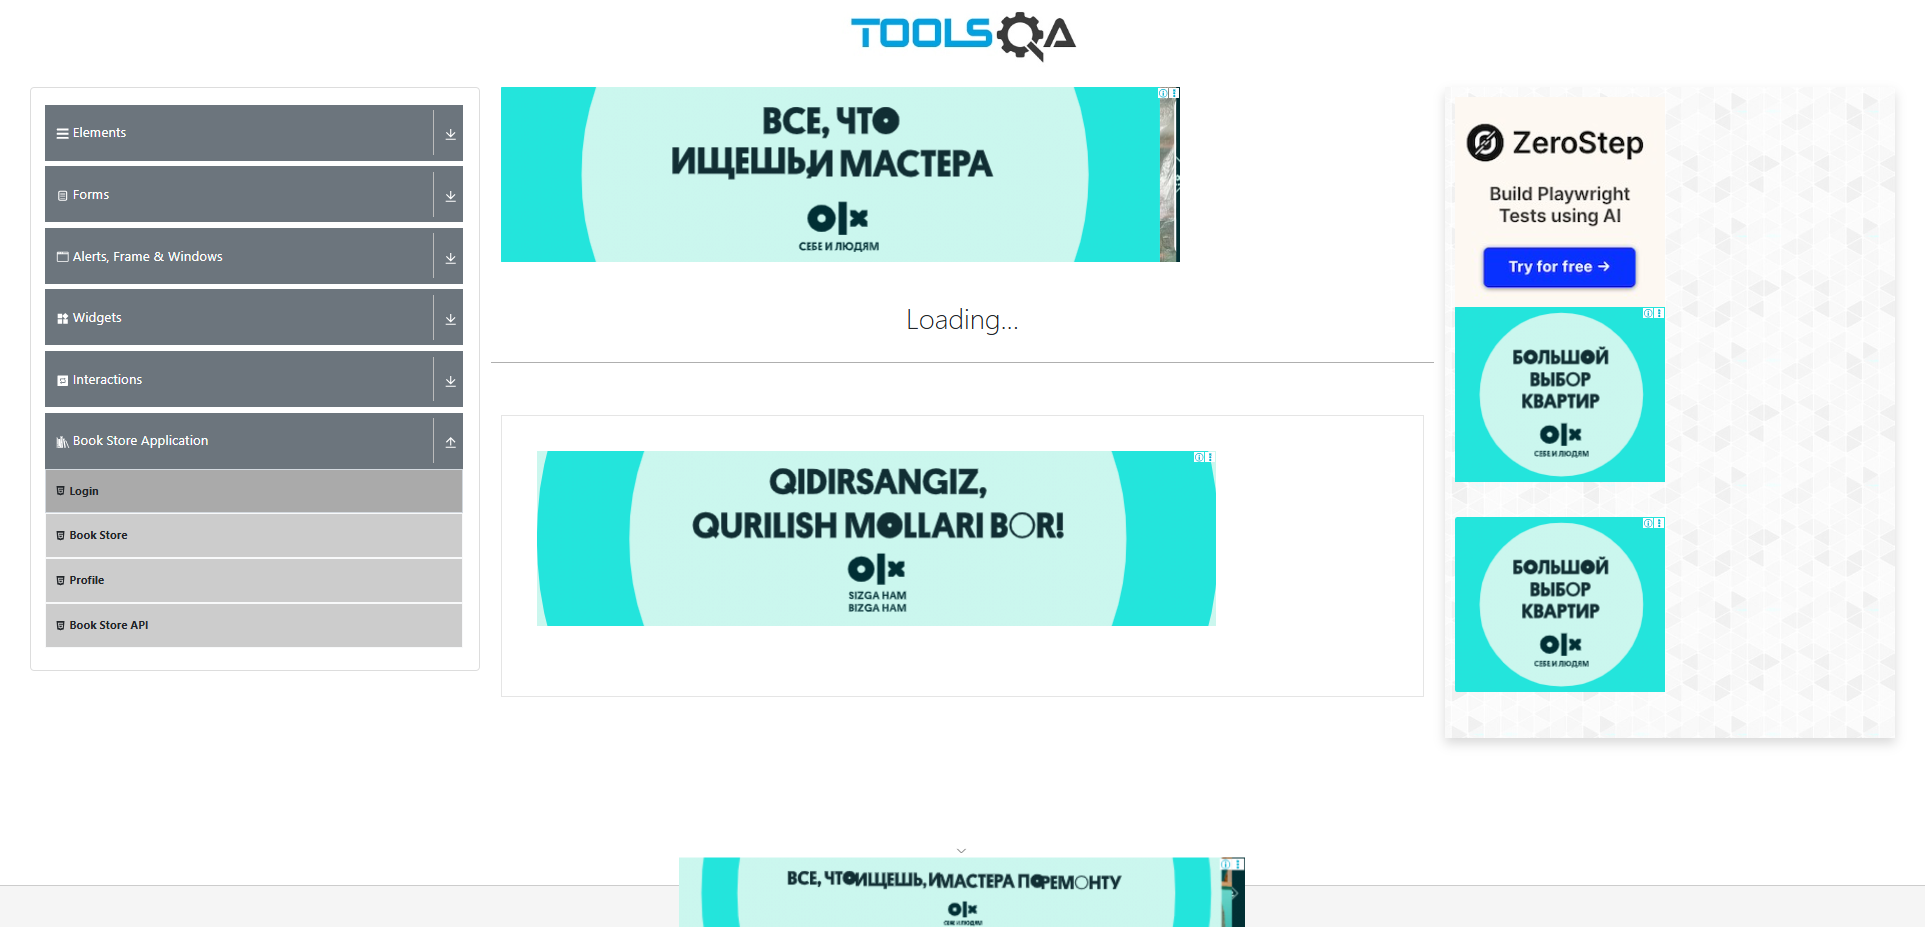 TOOLSQA
Elements
Forms
Alerts, Frame & Windows
Widgets
Interactions
Book Store Application
Login
Book Store
Profile
Book Store API
ВСЕ, ЧТО
ИЩЕШЬ, И МАСТЕРА
olx
СЕБЕ И ЛЮДЯМ
Loading...
QIDIRSANGIZ,
QURILISH MOLLARI BOR!
olx
SIZGA HAM
BIZGA HAM
ZeroStep
Build Playwright
Tests using AI
Try for free →
БОЛЬШОЙ
ВЫБОР
КВАРТИР
olx
СЕБЕ И ЛЮДЯМ
БОЛЬШОЙ
ВЫБОР
КВАРТИР
olx
СЕБЕ И ЛЮДЯМ
ВСЕ, ЧТО ИЩЕШЬ, И МАСТЕРА ПО РЕМОНТУ
olx
СЕБЕ И ЛЮДЯМ